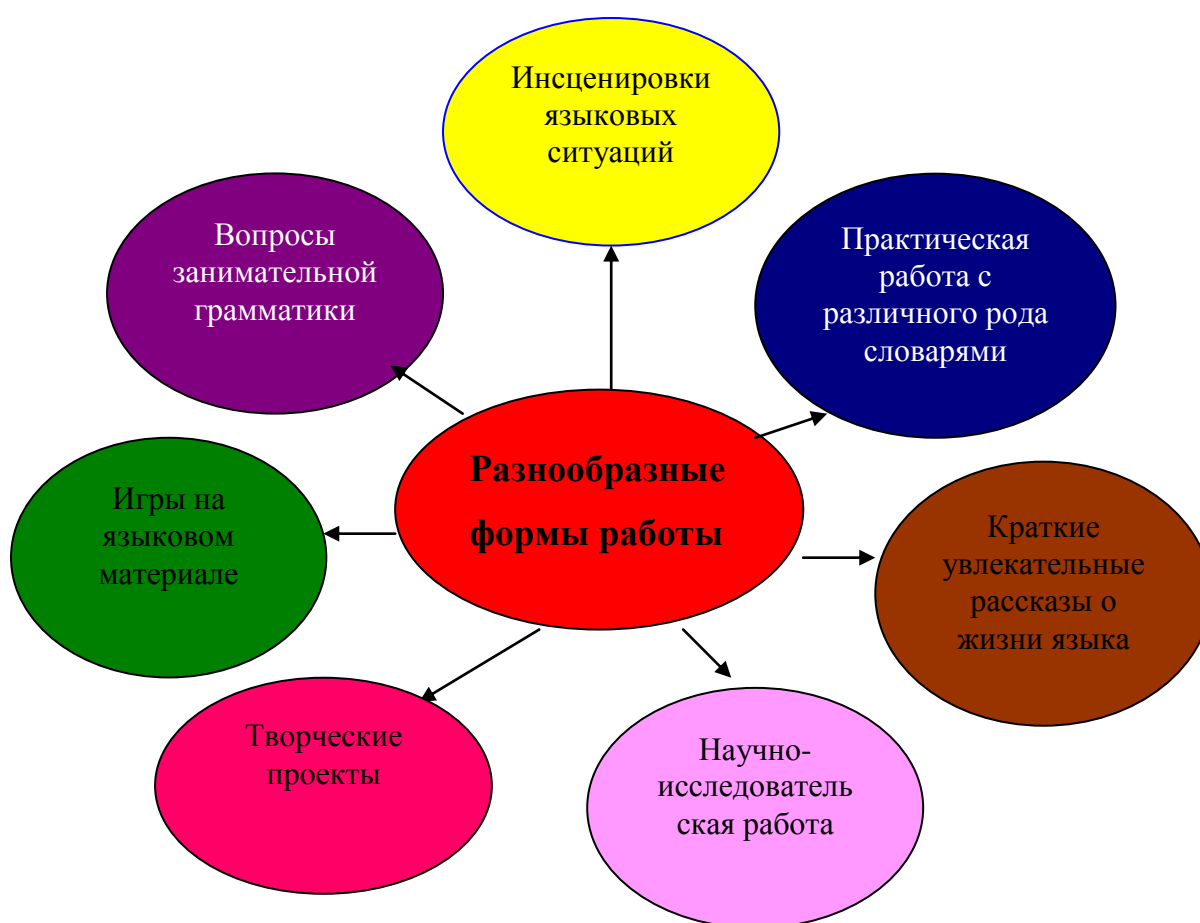 Инсценировки
языковых
ситуаций
Вопросы
занимательной
грамматики
Практическая
работа с
различного рода
словарями
Разнообразные
формы работы
Игры на
языковом
материале
Краткие
увлекательные
рассказы о
жизни языка
Творческие
проекты
Научно-
исследователь
ская работа